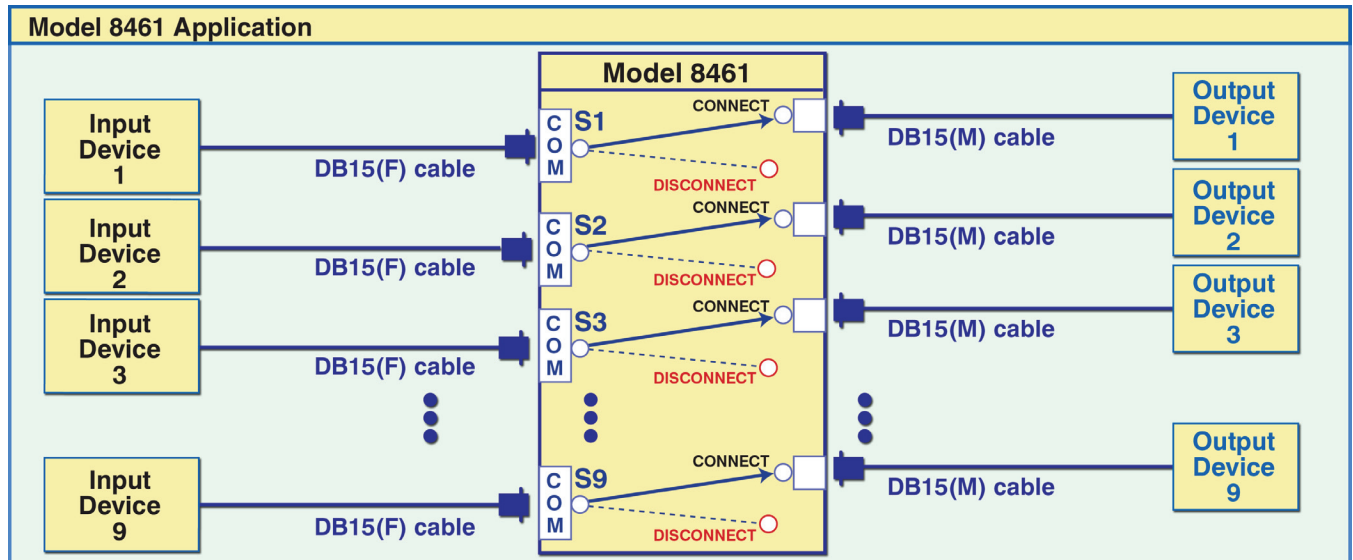 Model 8461 Application
Model 8461
Input
Device
1
DB15(F) cable
C
O
M
S1
CONNECT
DISCONNECT
DB15(M) cable
Output
Device
1
Input
Device
2
DB15(F) cable
C
O
M
S2
CONNECT
DISCONNECT
DB15(M) cable
Output
Device
2
Input
Device
3
DB15(F) cable
C
O
M
S3
CONNECT
DISCONNECT
DB15(M) cable
Output
Device
3
Input
Device
9
DB15(F) cable
C
O
M
S9
CONNECT
DISCONNECT
DB15(M) cable
Output
Device
9